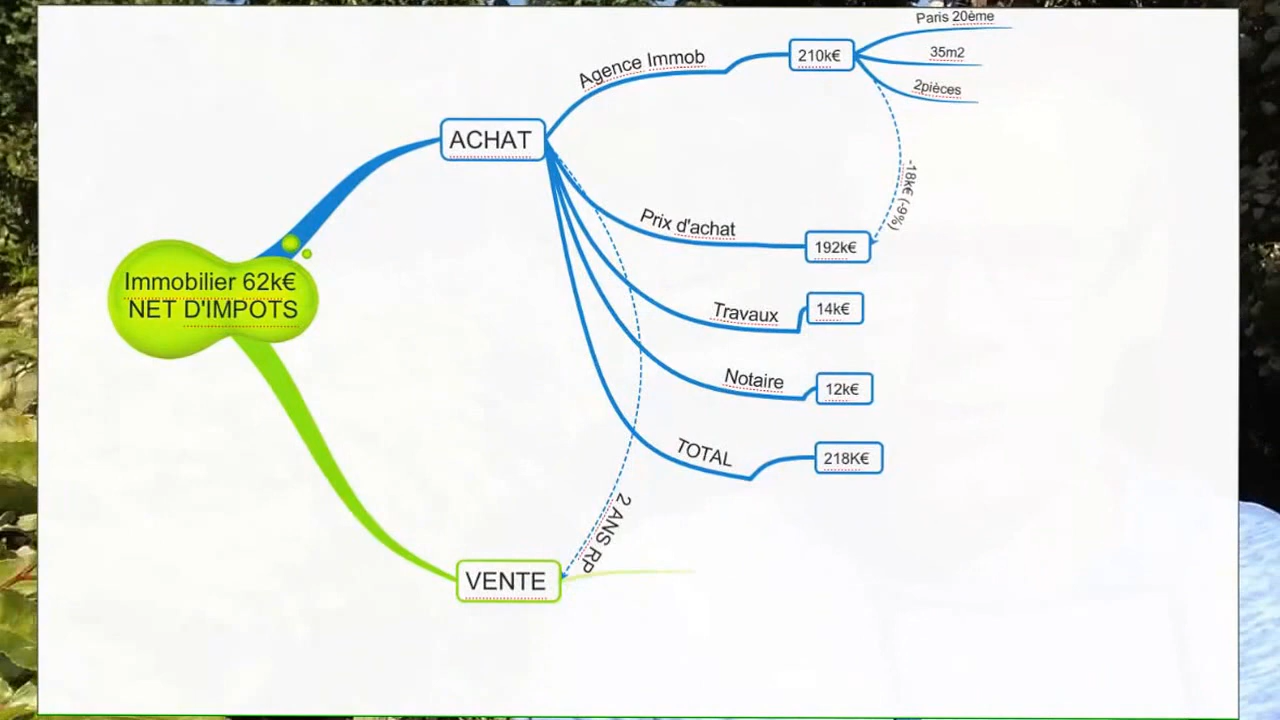 Paris 20ème
Agence Immob
210k€
35m2
2pièces
ACHAT
-18k€ (-9%)
Prix d'achat
192k€
Immobilier 62k€
NET D'IMPOTS
Travaux
14k€
Notaire
12k€
TOTAL
218K€
2 ANS RP
VENTE